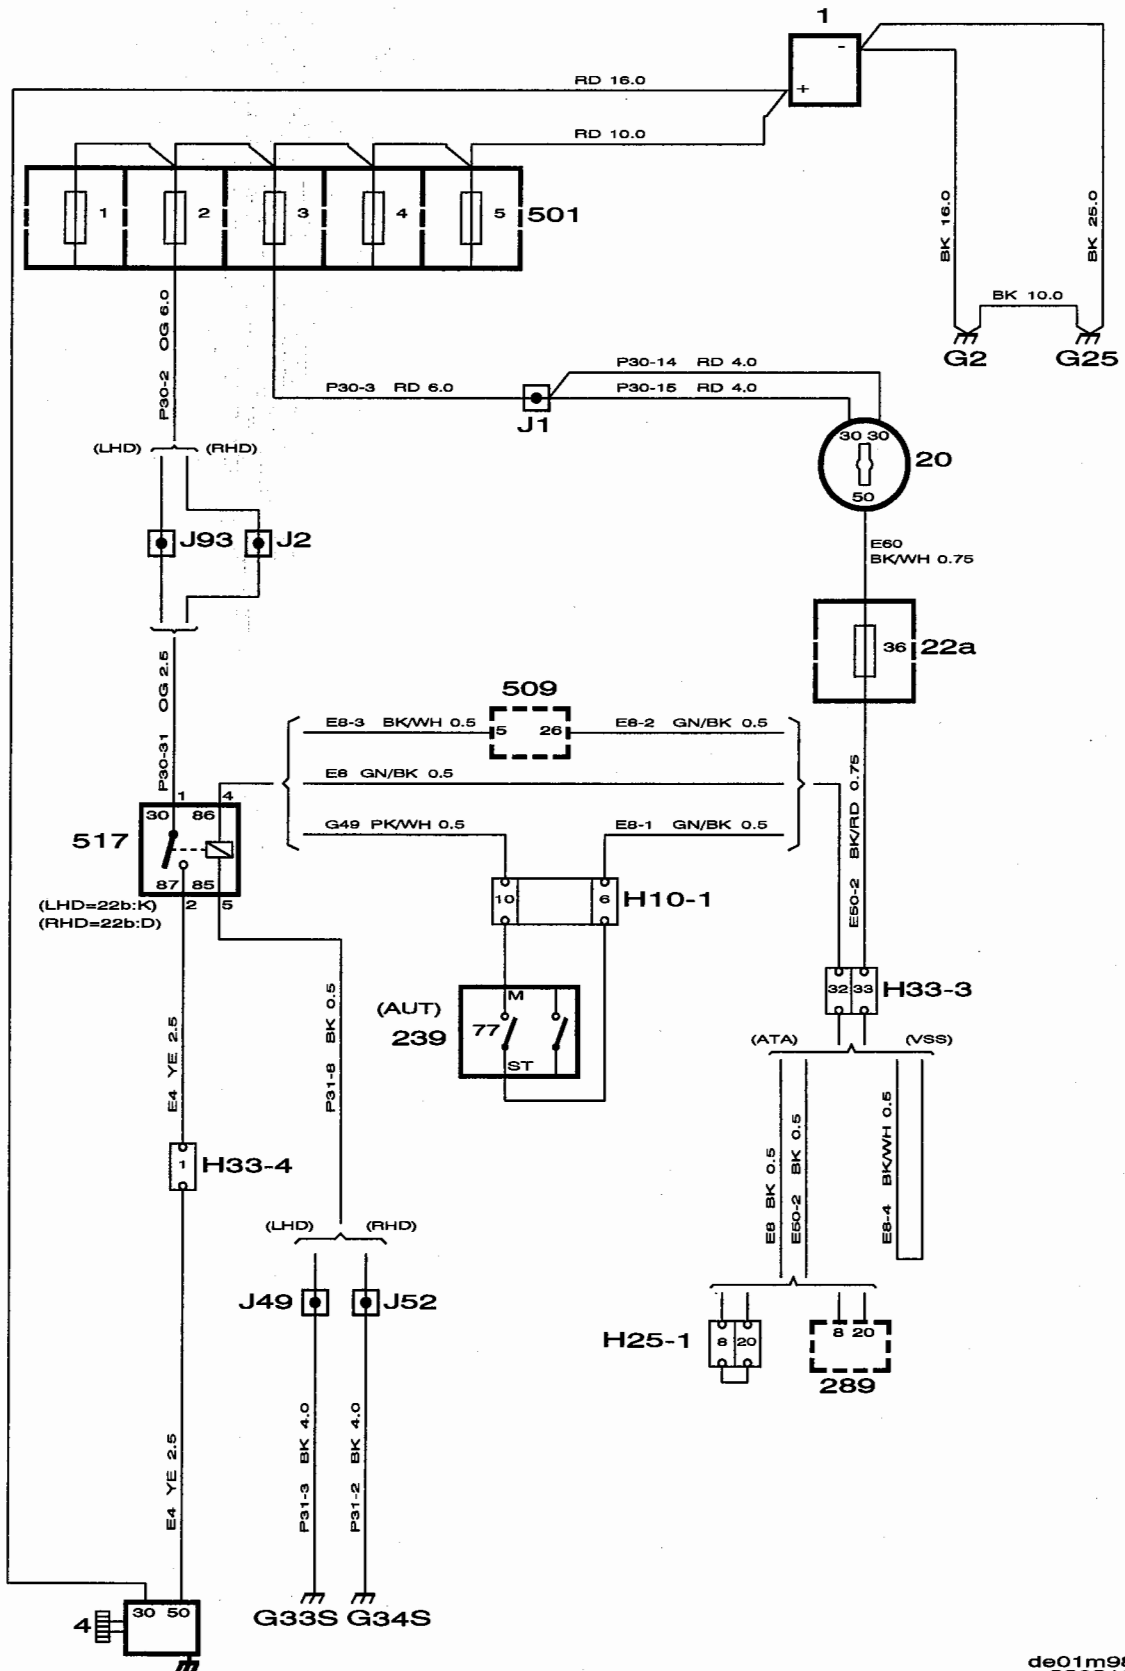 1
-
+
RD 16.0
RD 10.0
1
2
3
4
5
501
BK 16.0
BK 25.0
BK 10.0
G2
G25
P30-2 OG 6.0
P30-14 RD 4.0
P30-3 RD 6.0
P30-15 RD 4.0
J1
(LHD)
(RHD)
30 30
20
50
J93
J2
E60
BK/WH 0.75
36
22a
P30-31 OG 2.5
509
E8-3 BK/WH 0.5
5
26
E8-2 GN/BK 0.5
E8 GN/BK 0.5
G49 PK/WH 0.5
E8-1 GN/BK 0.5
E50-2 BK/RD 0.75
1
4
30
86
517
87
85
(LHD=22b:K)
2
5
(RHD=22b:D)
10
6
H10-1
32
33
H33-3
(AUT)
239
M
77
ST
(ATA)
(VSS)
E4 YE 2.5
P31-8 BK 0.5
E8 BK 0.5
E50-2 BK 0.5
E8-4 BK/WH 0.5
1
H33-4
(LHD)
(RHD)
J49
J52
H25-1
8
20
8 20
289
E4 YE 2.5
P31-3 BK 4.0
P31-2 BK 4.0
G33S
G34S
4
30 50
de01m98